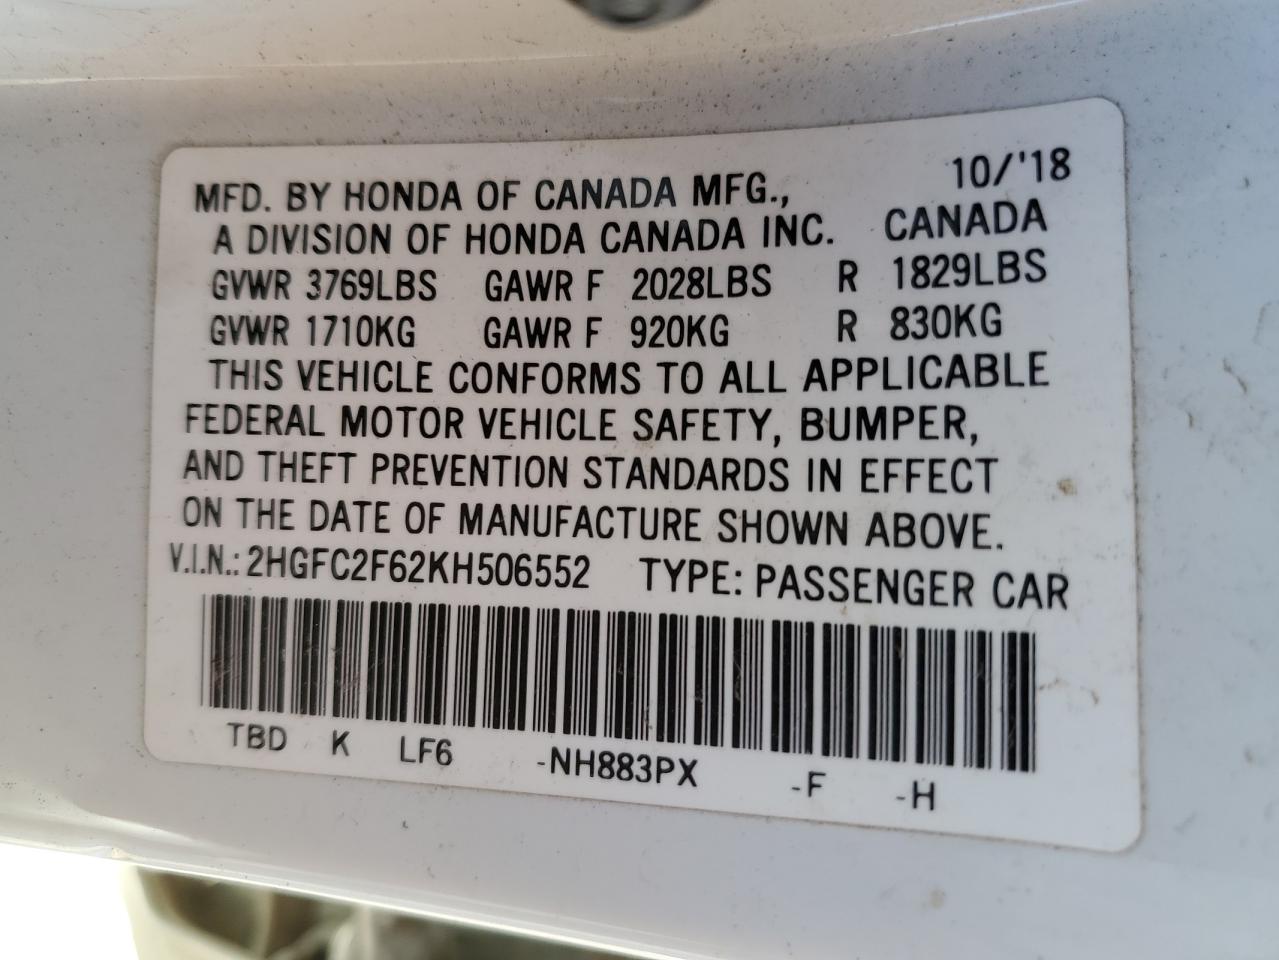 10/'18
MFD. BY HONDA OF CANADA MFG.,
A DIVISION OF HONDA CANADA INC. CANADA
GVWR 3769LBS GAWR F 2028LBS R 1829LBS
GVWR 1710KG GAWR F 920KG R 830KG
THIS VEHICLE CONFORMS TO ALL APPLICABLE
FEDERAL MOTOR VEHICLE SAFETY, BUMPER,
AND THEFT PREVENTION STANDARDS IN EFFECT
ON THE DATE OF MANUFACTURE SHOWN ABOVE.
V.I.N.: 2HGFC2F62KH506552 TYPE: PASSENGER CAR
TBD K LF6 -NH883PX -F -H